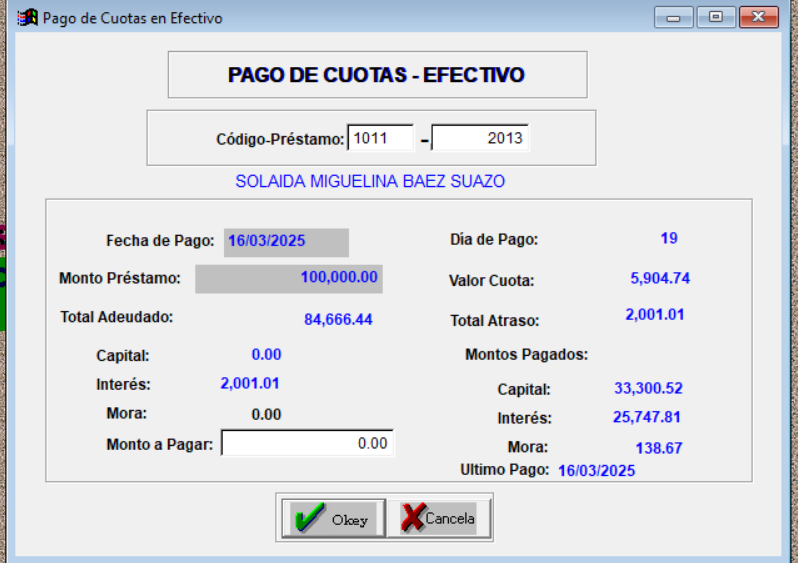 Pago de Cuotas en Efectivo
PAGO DE CUOTAS - EFECTIVO
Código-Préstamo: 1011 - 2013
SOLAIDA MIGUELINA BAEZ SUAZO
Fecha de Pago: 16/03/2025 Día de Pago: 19
Monto Préstamo: 100,000.00 Valor Cuota: 5,904.74
Total Adeudado: 84,666.44 Total Atraso: 2,001.01
Capital: 0.00 Montos Pagados:
Interés: 2,001.01 Capital: 33,300.52
Mora: 0.00 Interés: 25,747.81
Monto a Pagar: 0.00 Mora: 138.67
Ultimo Pago: 16/03/2025
Okey Cancela